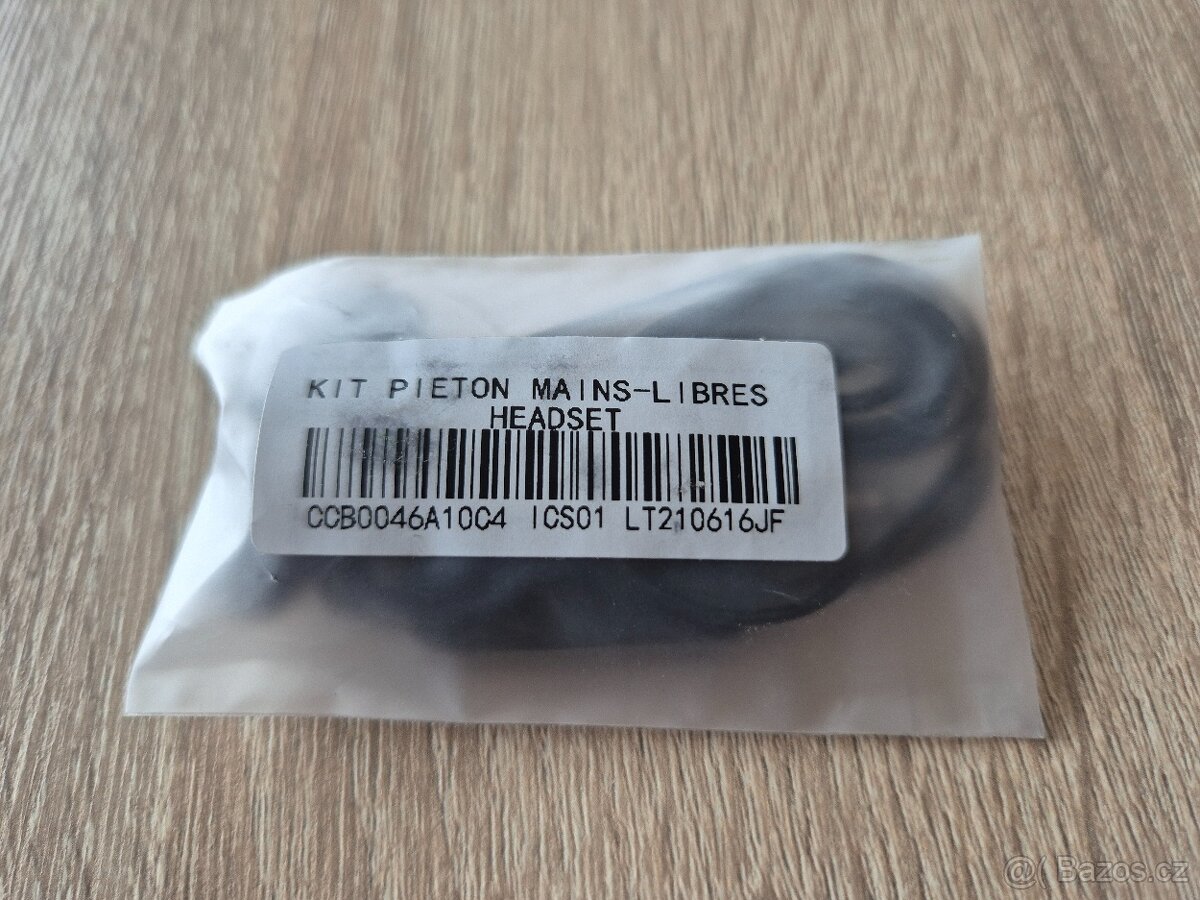 KIT PIETON MAINS-LIBRES
HEADSET
CCB0046A10C4 ICS01 LT210616JF
@( Bazos.cz